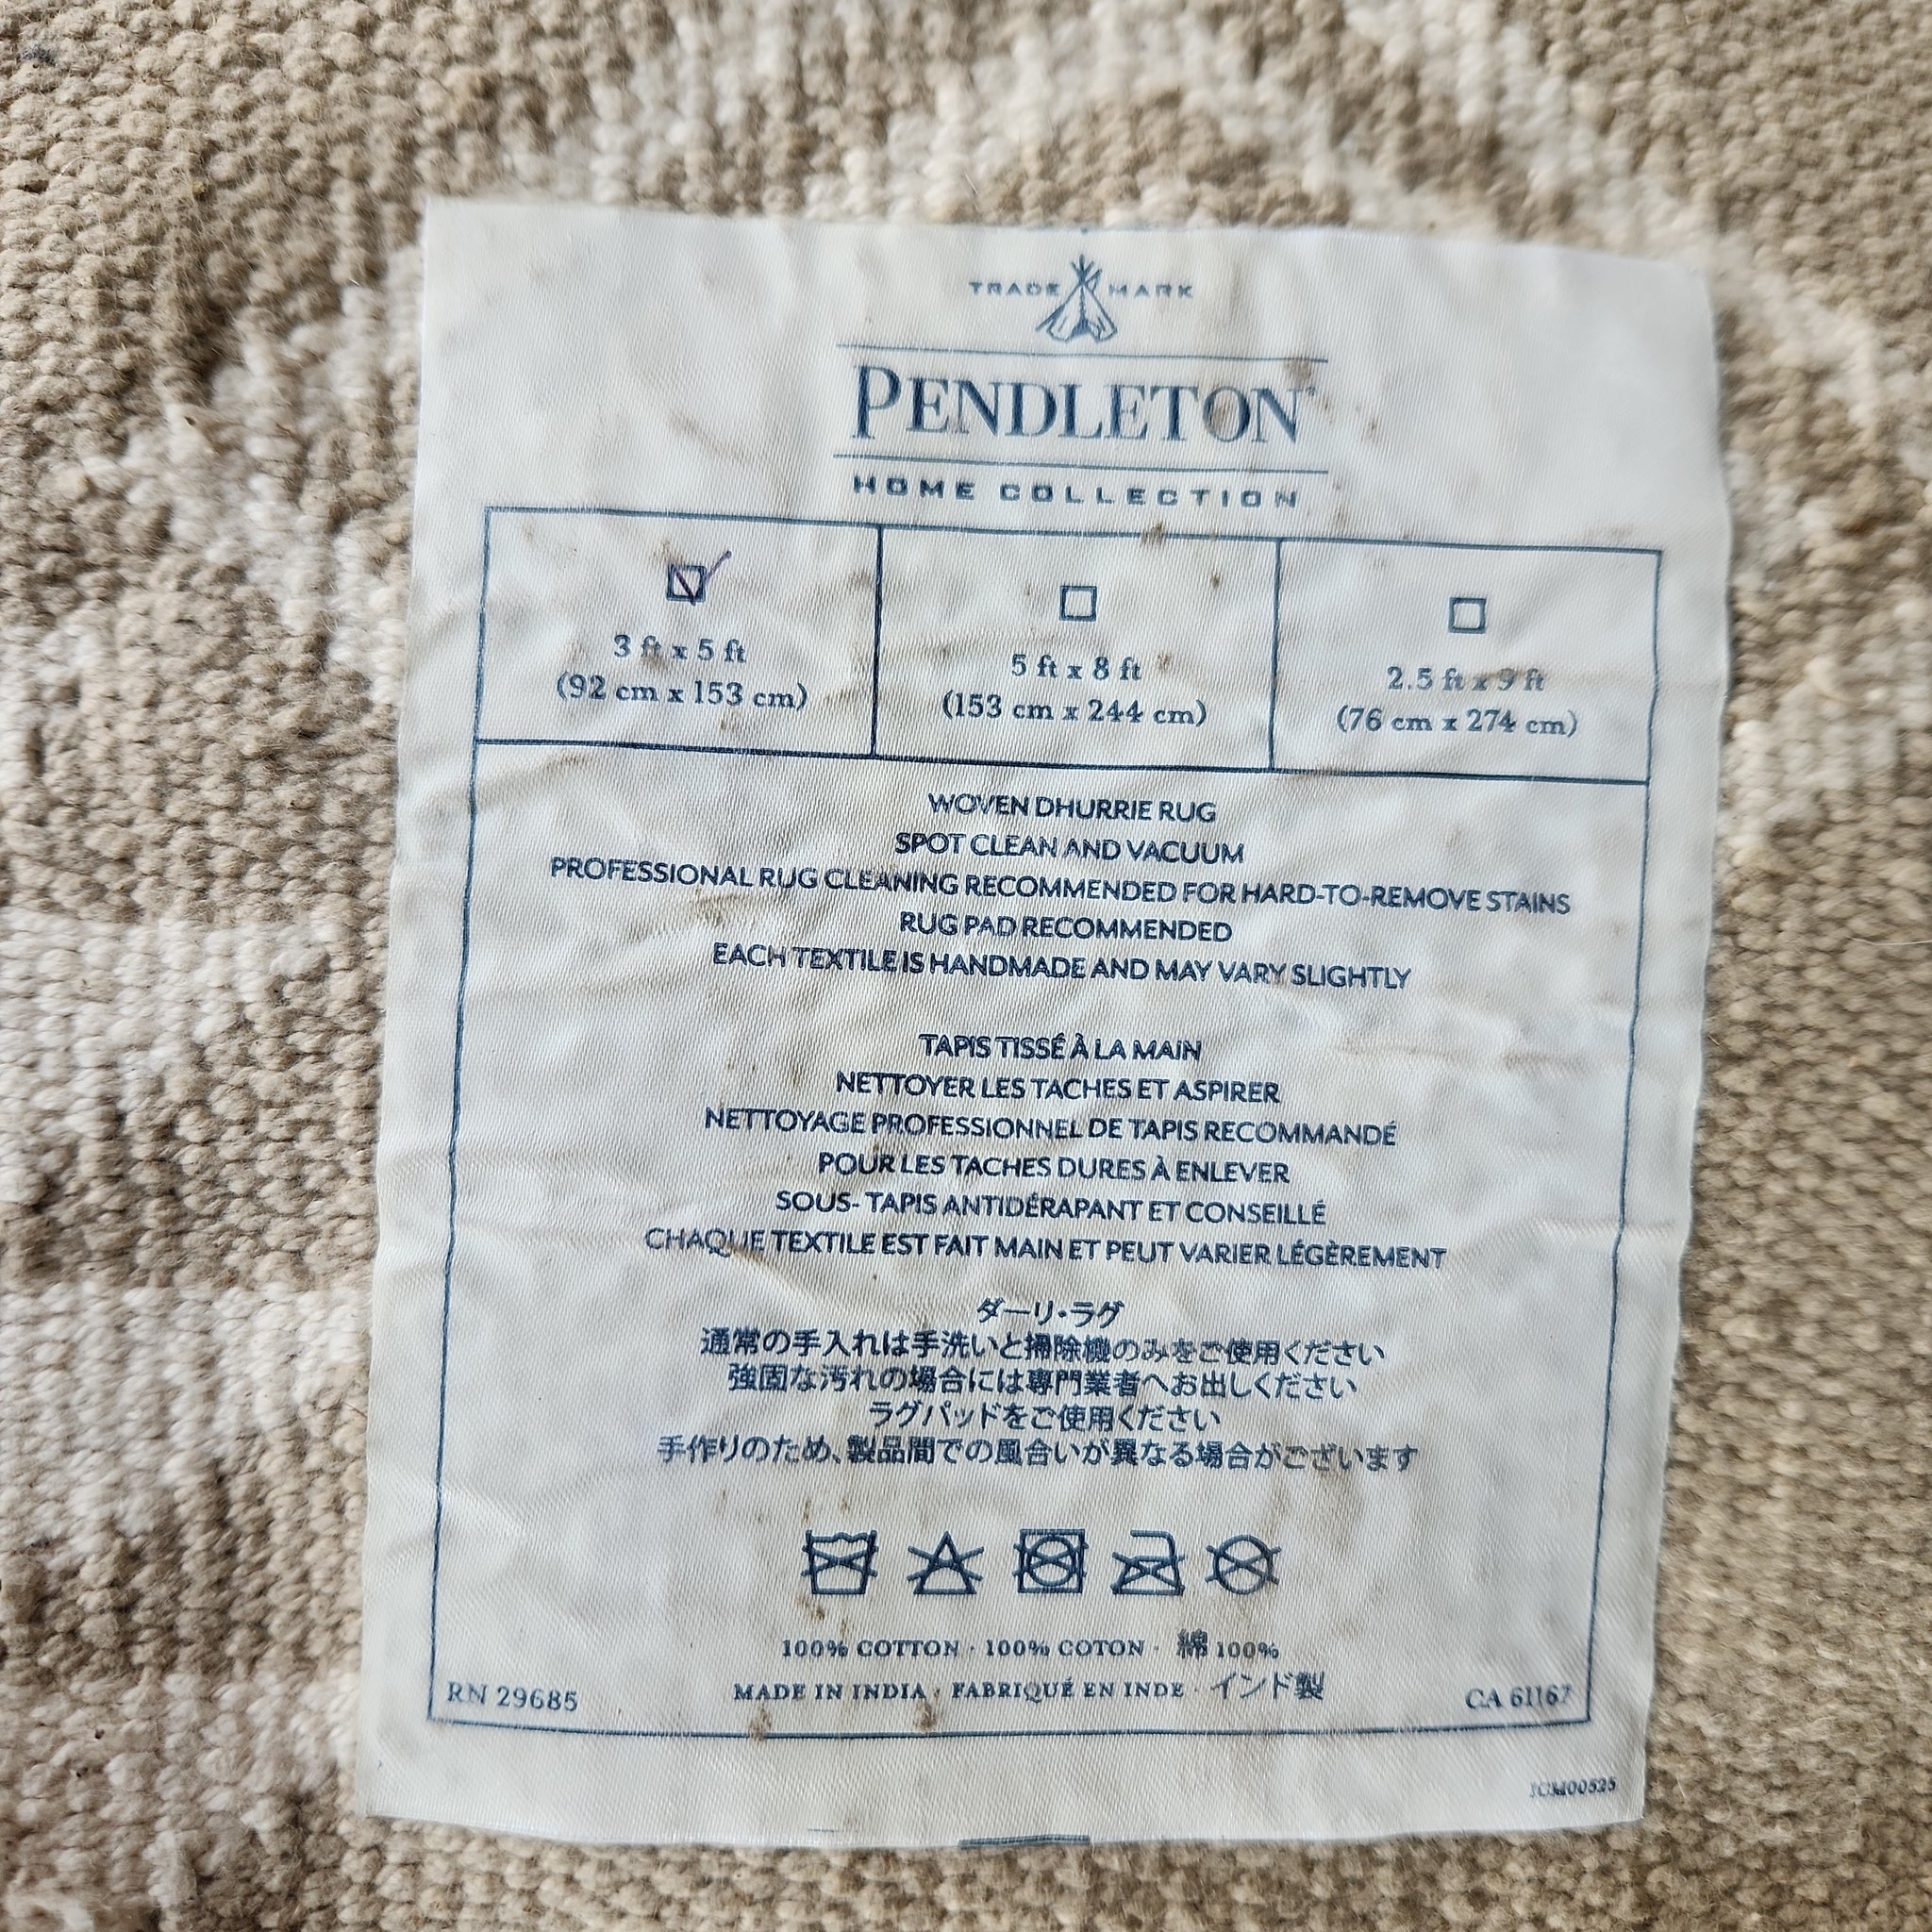 TRADE MARK
PENDLETON
HOME COLLECTION
3 ft x 5 ft
(92 cm x 153 cm)
5 ft x 8 ft
(153 cm x 244 cm)
2.5 ft x 9 ft
(76 cm x 274 cm)
WOVEN DHURRIE RUG
SPOT CLEAN AND VACUUM
PROFESSIONAL RUG CLEANING RECOMMENDED FOR HARD-TO-REMOVE STAINS
RUG PAD RECOMMENDED
EACH TEXTILE IS HANDMADE AND MAY VARY SLIGHTLY
TAPIS TISSÉ À LA MAIN
NETTOYER LES TACHES ET ASPIRER
NETTOYAGE PROFESSIONNEL DE TAPIS RECOMMANDÉ
POUR LES TACHES DURES À ENLEVER
SOUS- TAPIS ANTIDÉRAPANT ET CONSEILLÉ
CHAQUE TEXTILE EST FAIT MAIN ET PEUT VARIER LÉGÈREMENT
ダーリ・ラグ
通常の手入れは手洗いと掃除機のみをご使用ください
強固な汚れの場合には専門業者へお出しください
ラグパッドをご使用ください
手作りのため、製品間での風合いが異なる場合がございます
100% COTTON · 100% COTON · 綿 100%
MADE IN INDIA · FABRIQUÉ EN INDE · インド製
RN 29685
CA 61167